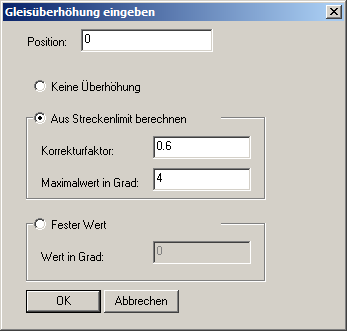 Gleisüberhöhung eingeben
Position: 0
Keine Überhöhung
Aus Streckenlimit berechnen
Korrekturfaktor: 0.6
Maximalwert in Grad: 4
Fester Wert
Wert in Grad: 0
OK Abbrechen